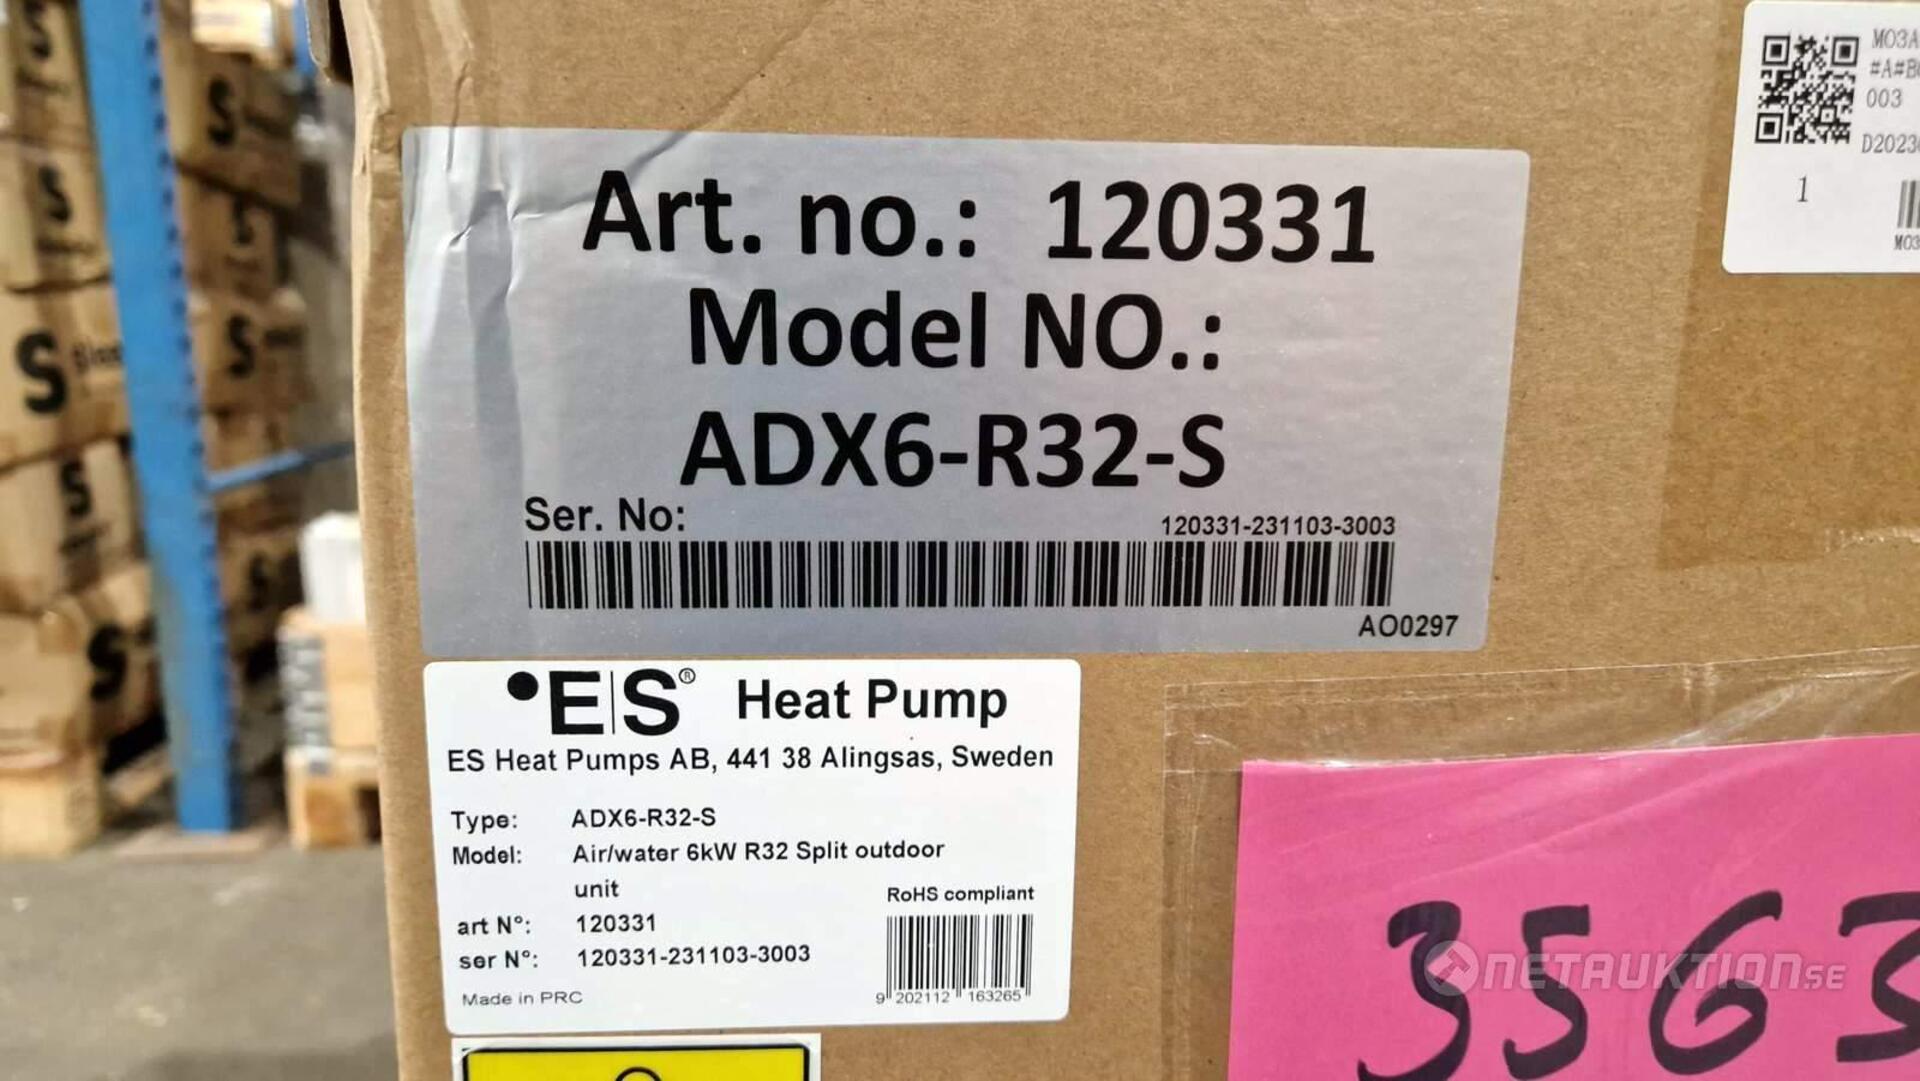 Art. no.: 120331
Model NO.:
ADX6-R32-S
Ser. No:
120331-231103-3003
AO0297
E|S® Heat Pump
ES Heat Pumps AB, 441 38 Alingsas, Sweden
Type: ADX6-R32-S
Model: Air/water 6kW R32 Split outdoor
unit
RoHS compliant
art N°: 120331
ser N°: 120331-231103-3003
Made in PRC
9 202112 163265
003
1
3563
NETAUKTION.SE
S
S
S
S
S